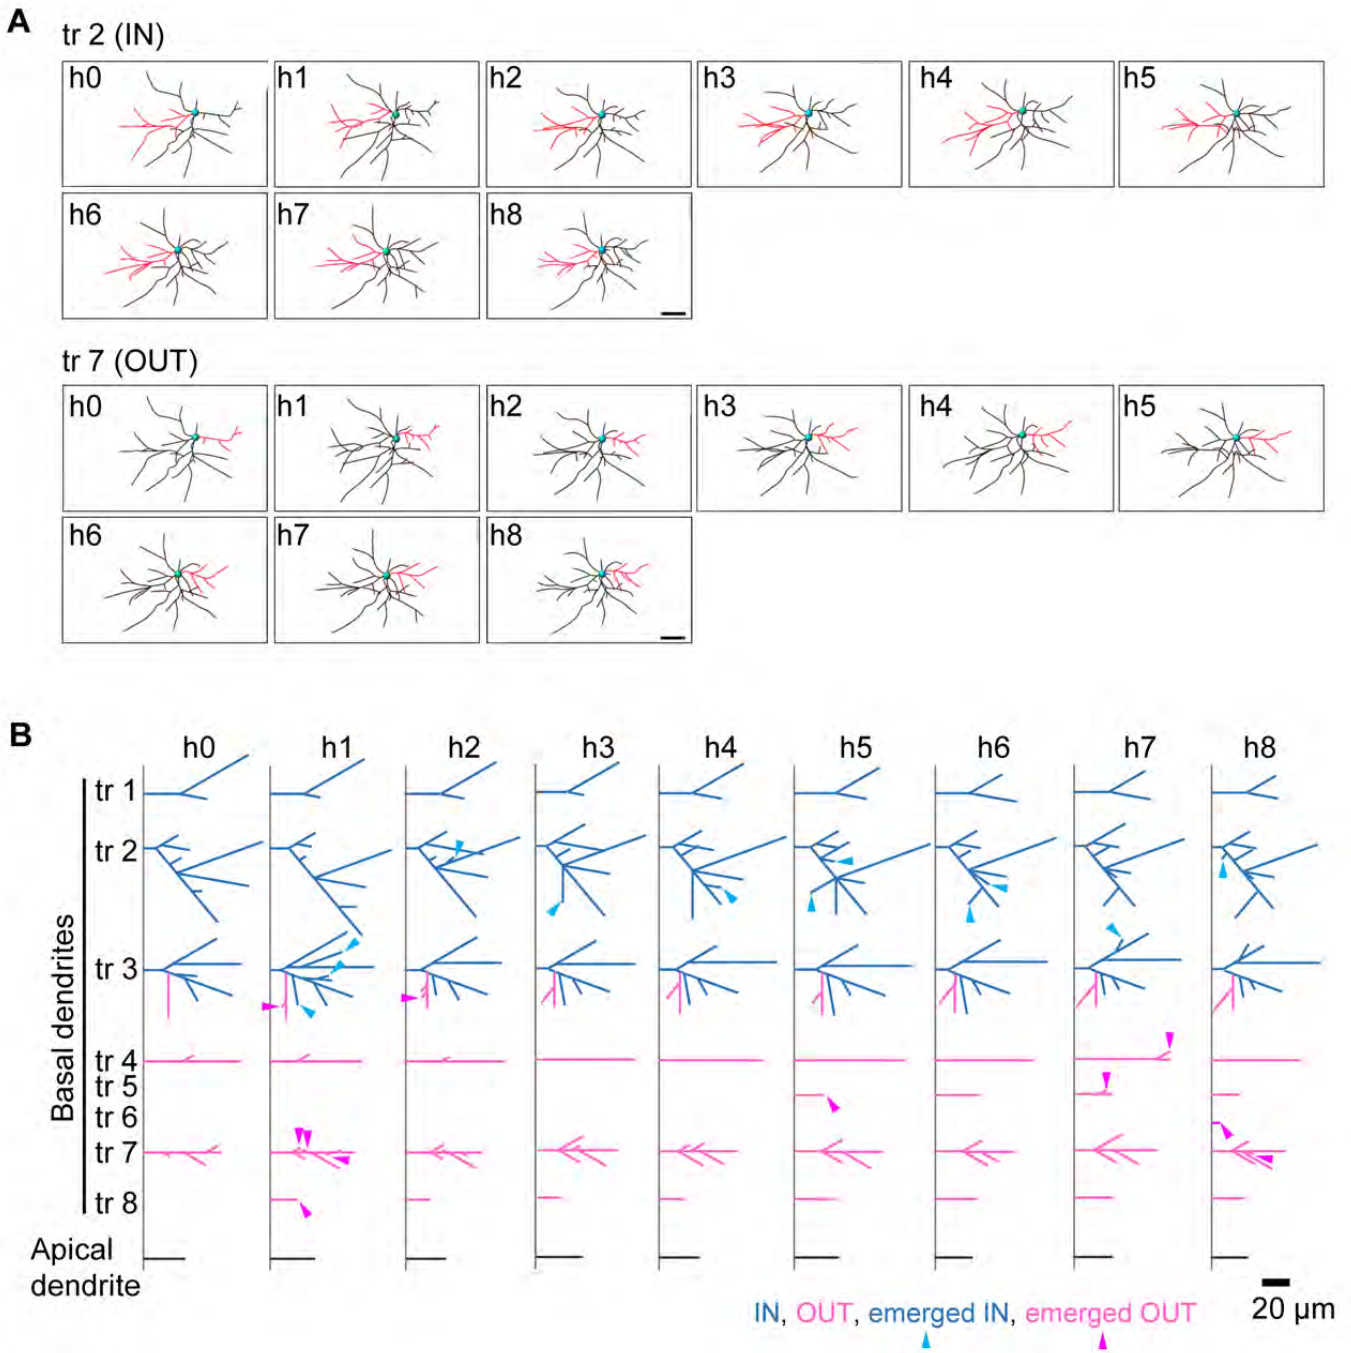 A
tr 2 (IN)
h0 h1 h2 h3 h4 h5
h6 h7 h8
tr 7 (OUT)
h0 h1 h2 h3 h4 h5
h6 h7 h8
B
h0 h1 h2 h3 h4 h5 h6 h7 h8
Basal dendrites
tr 1
tr 2
tr 3
tr 4
tr 5
tr 6
tr 7
tr 8
Apical
dendrite
20 µm
IN, OUT, emerged IN, emerged OUT